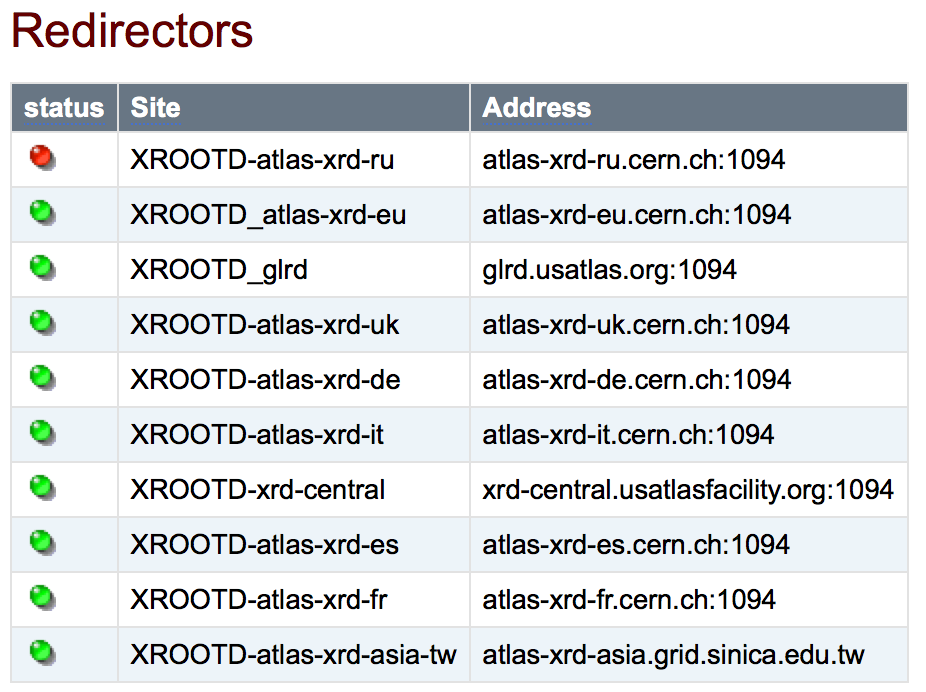 Redirectors
status Site Address
XROOTD-atlas-xrd-ru atlas-xrd-ru.cern.ch:1094
XROOTD_atlas-xrd-eu atlas-xrd-eu.cern.ch:1094
XROOTD_glrd glrd.usatlas.org:1094
XROOTD-atlas-xrd-uk atlas-xrd-uk.cern.ch:1094
XROOTD-atlas-xrd-de atlas-xrd-de.cern.ch:1094
XROOTD-atlas-xrd-it atlas-xrd-it.cern.ch:1094
XROOTD-xrd-central xrd-central.usatlasfacility.org:1094
XROOTD-atlas-xrd-es atlas-xrd-es.cern.ch:1094
XROOTD-atlas-xrd-fr atlas-xrd-fr.cern.ch:1094
XROOTD-atlas-xrd-asia-tw atlas-xrd-asia.grid.sinica.edu.tw